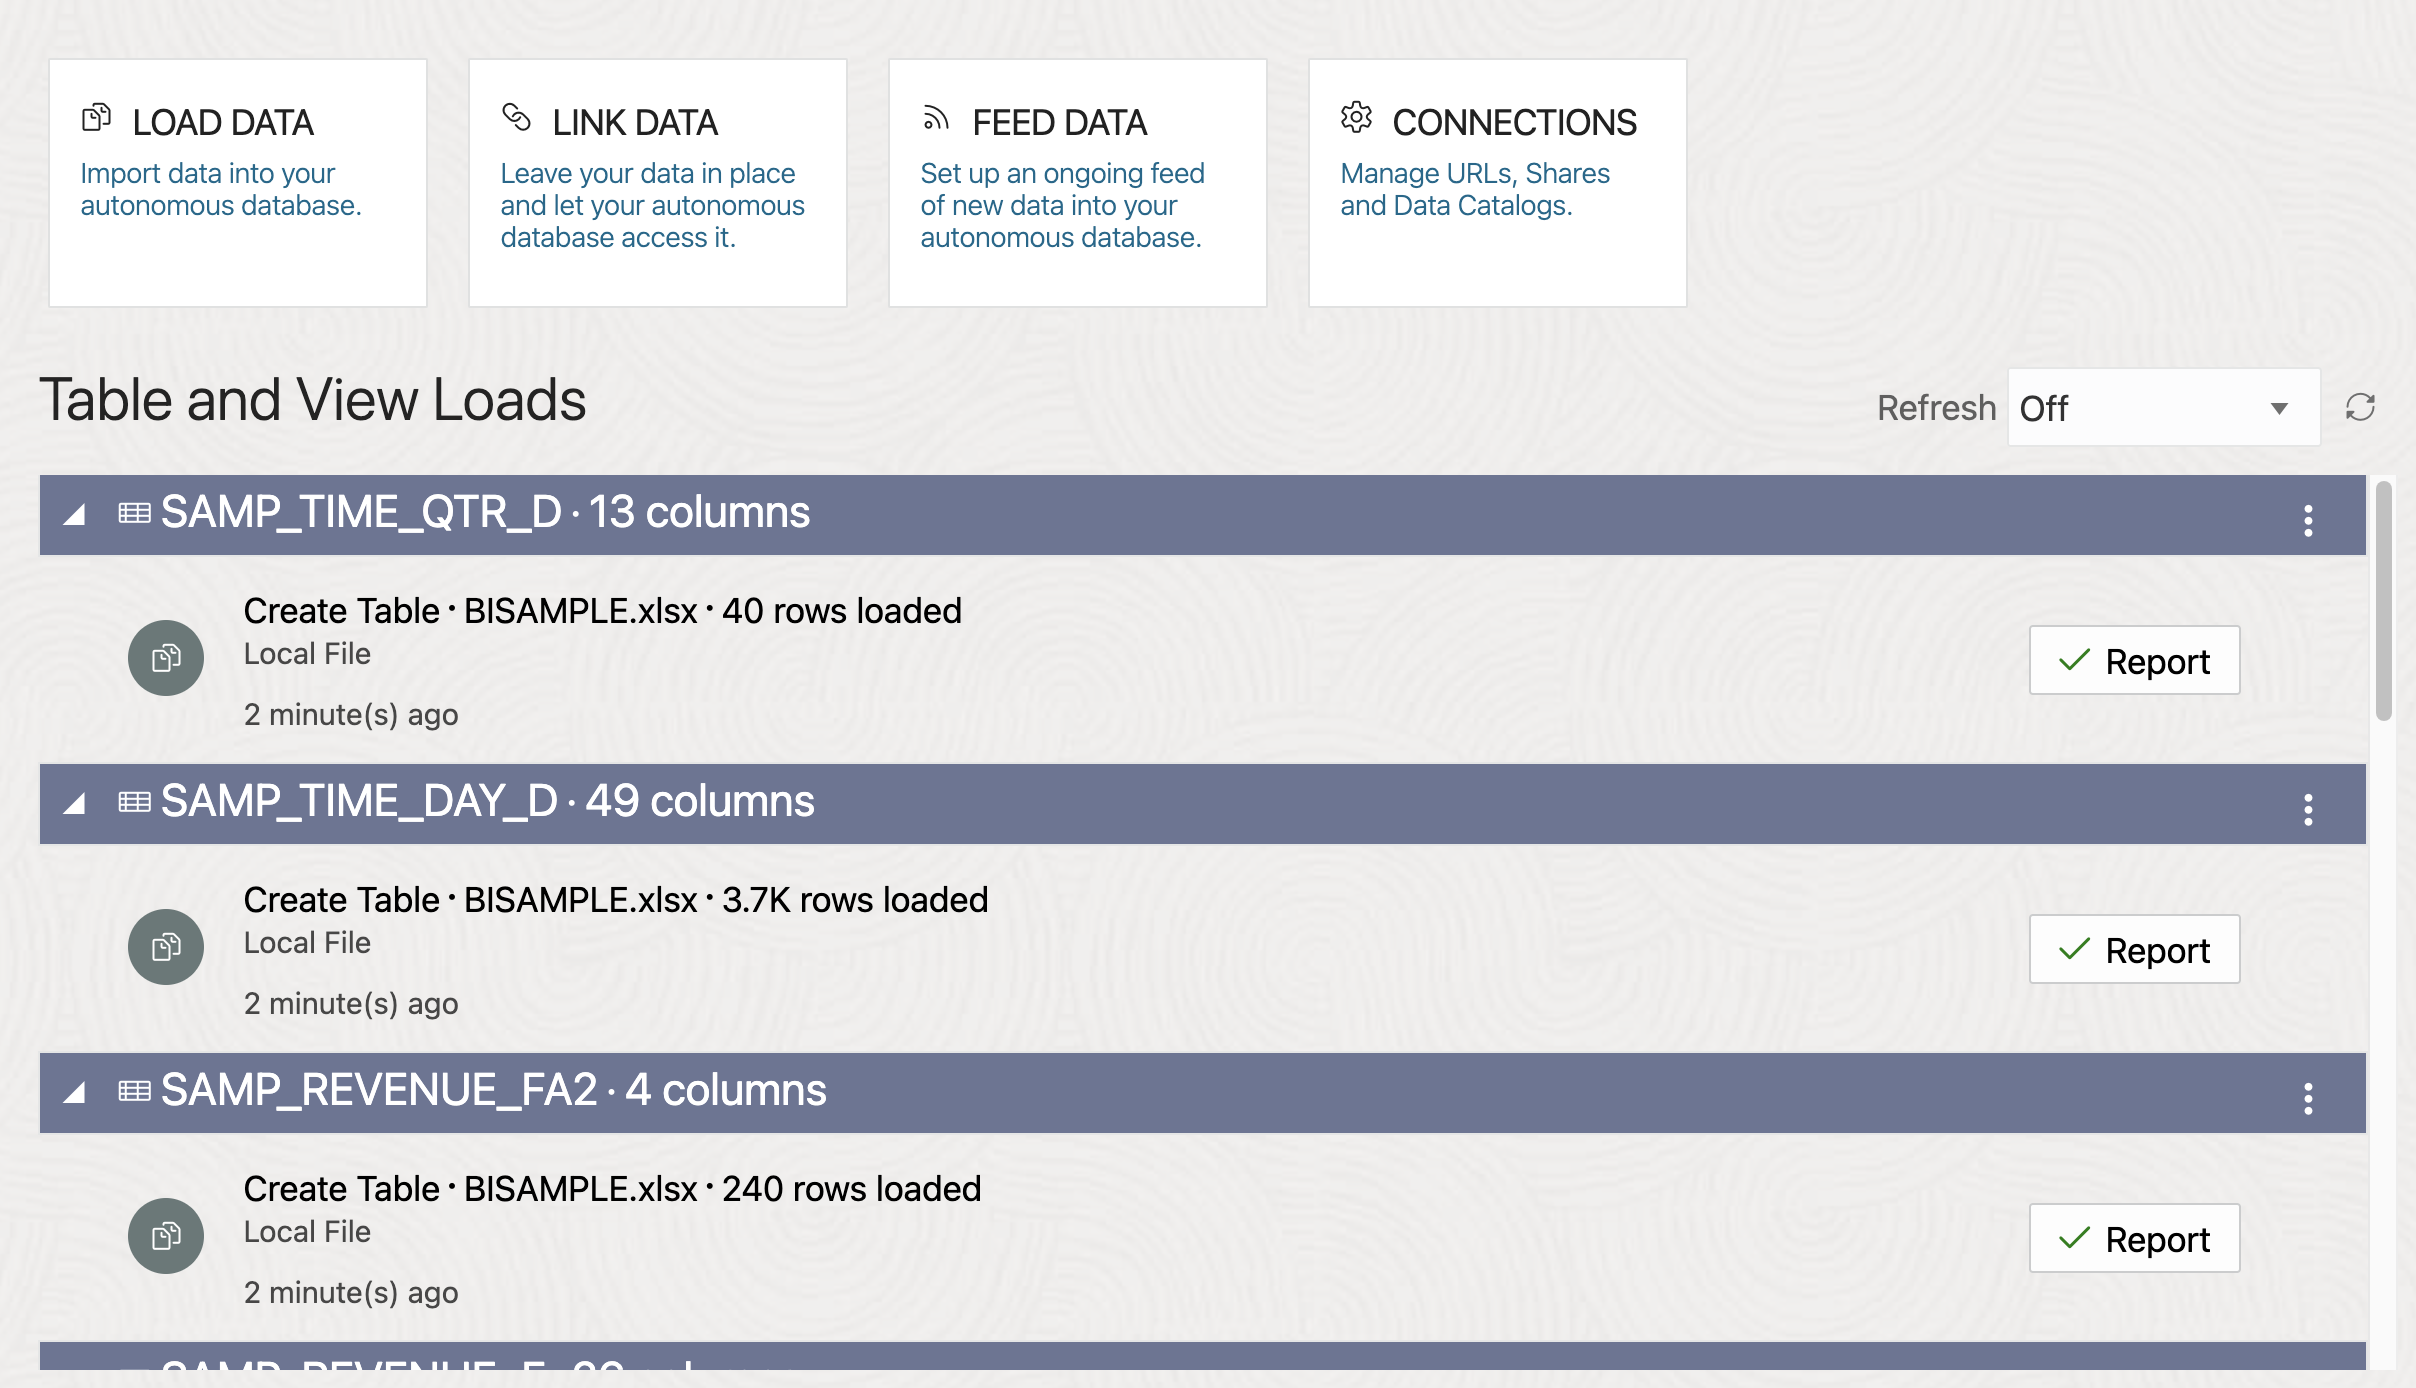 LOAD DATA
Import data into your
autonomous database.
LINK DATA
Leave your data in place
and let your autonomous
database access it.
FEED DATA
Set up an ongoing feed
of new data into your
autonomous database.
CONNECTIONS
Manage URLs, Shares
and Data Catalogs.
Table and View Loads
Refresh Off
SAMP_TIME_QTR_D · 13 columns
Create Table · BISAMPLE.xlsx · 40 rows loaded
Local File
Report
2 minute(s) ago
SAMP_TIME_DAY_D · 49 columns
Create Table · BISAMPLE.xlsx · 3.7K rows loaded
Local File
Report
2 minute(s) ago
SAMP_REVENUE_FA2 · 4 columns
Create Table · BISAMPLE.xlsx · 240 rows loaded
Local File
Report
2 minute(s) ago